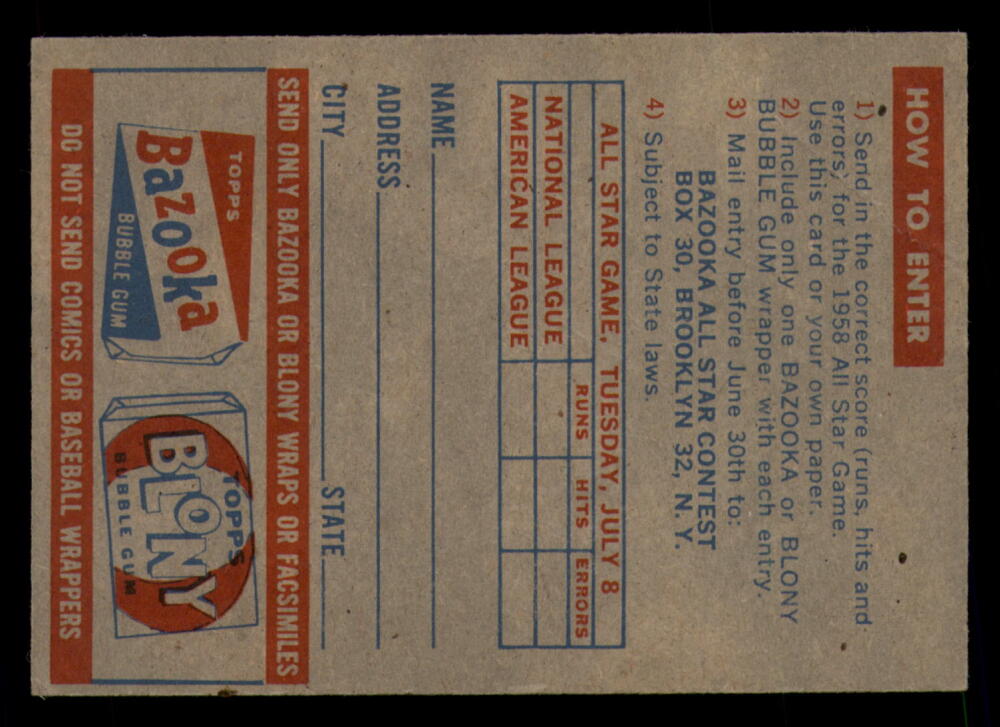 HOW TO ENTER
1) Send in the correct score (runs, hits and
errors) for the 1958 All Star Game.
Use this card or your own paper.
2) Include only one BAZOOKA or BLONY
BUBBLE GUM wrapper with each entry.
3) Mail entry before June 30th to:
BAZOOKA ALL STAR CONTEST
BOX 30, BROOKLYN 32, N. Y.
4) Subject to State laws.
ALL STAR GAME, TUESDAY, JULY 8
RUNS HITS ERRORS
NATIONAL LEAGUE
AMERICAN LEAGUE
NAME
ADDRESS
CITY STATE
SEND ONLY BAZOOKA OR BLONY WRAPS OR FACSIMILES
TOPPS
Bazooka
BUBBLE GUM
TOPPS
BLONY
BUBBLE GUM
DO NOT SEND COMICS OR BASEBALL WRAPPERS